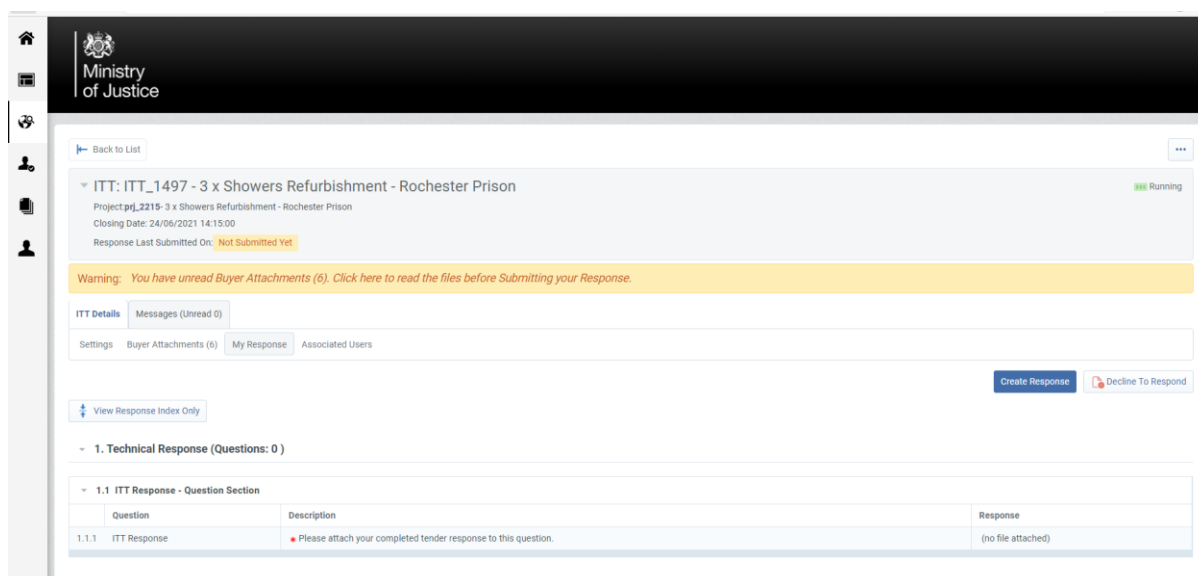 Ministry
of Justice
Back to List
ITT: ITT_1497 - 3 x Showers Refurbishment - Rochester Prison
Running
Project:prj_2215- 3 x Showers Refurbishment - Rochester Prison
Closing Date: 24/06/2021 14:15:00
Response Last Submitted On: Not Submitted Yet
Warning: You have unread Buyer Attachments (6). Click here to read the files before Submitting your Response.
ITT Details Messages (Unread 0)
Settings Buyer Attachments (6) My Response Associated Users
Create Response Decline To Respond
View Response Index Only
1. Technical Response (Questions: 0 )
1.1 ITT Response - Question Section
Question Description Response
1.1.1 ITT Response Please attach your completed tender response to this question. (no file attached)